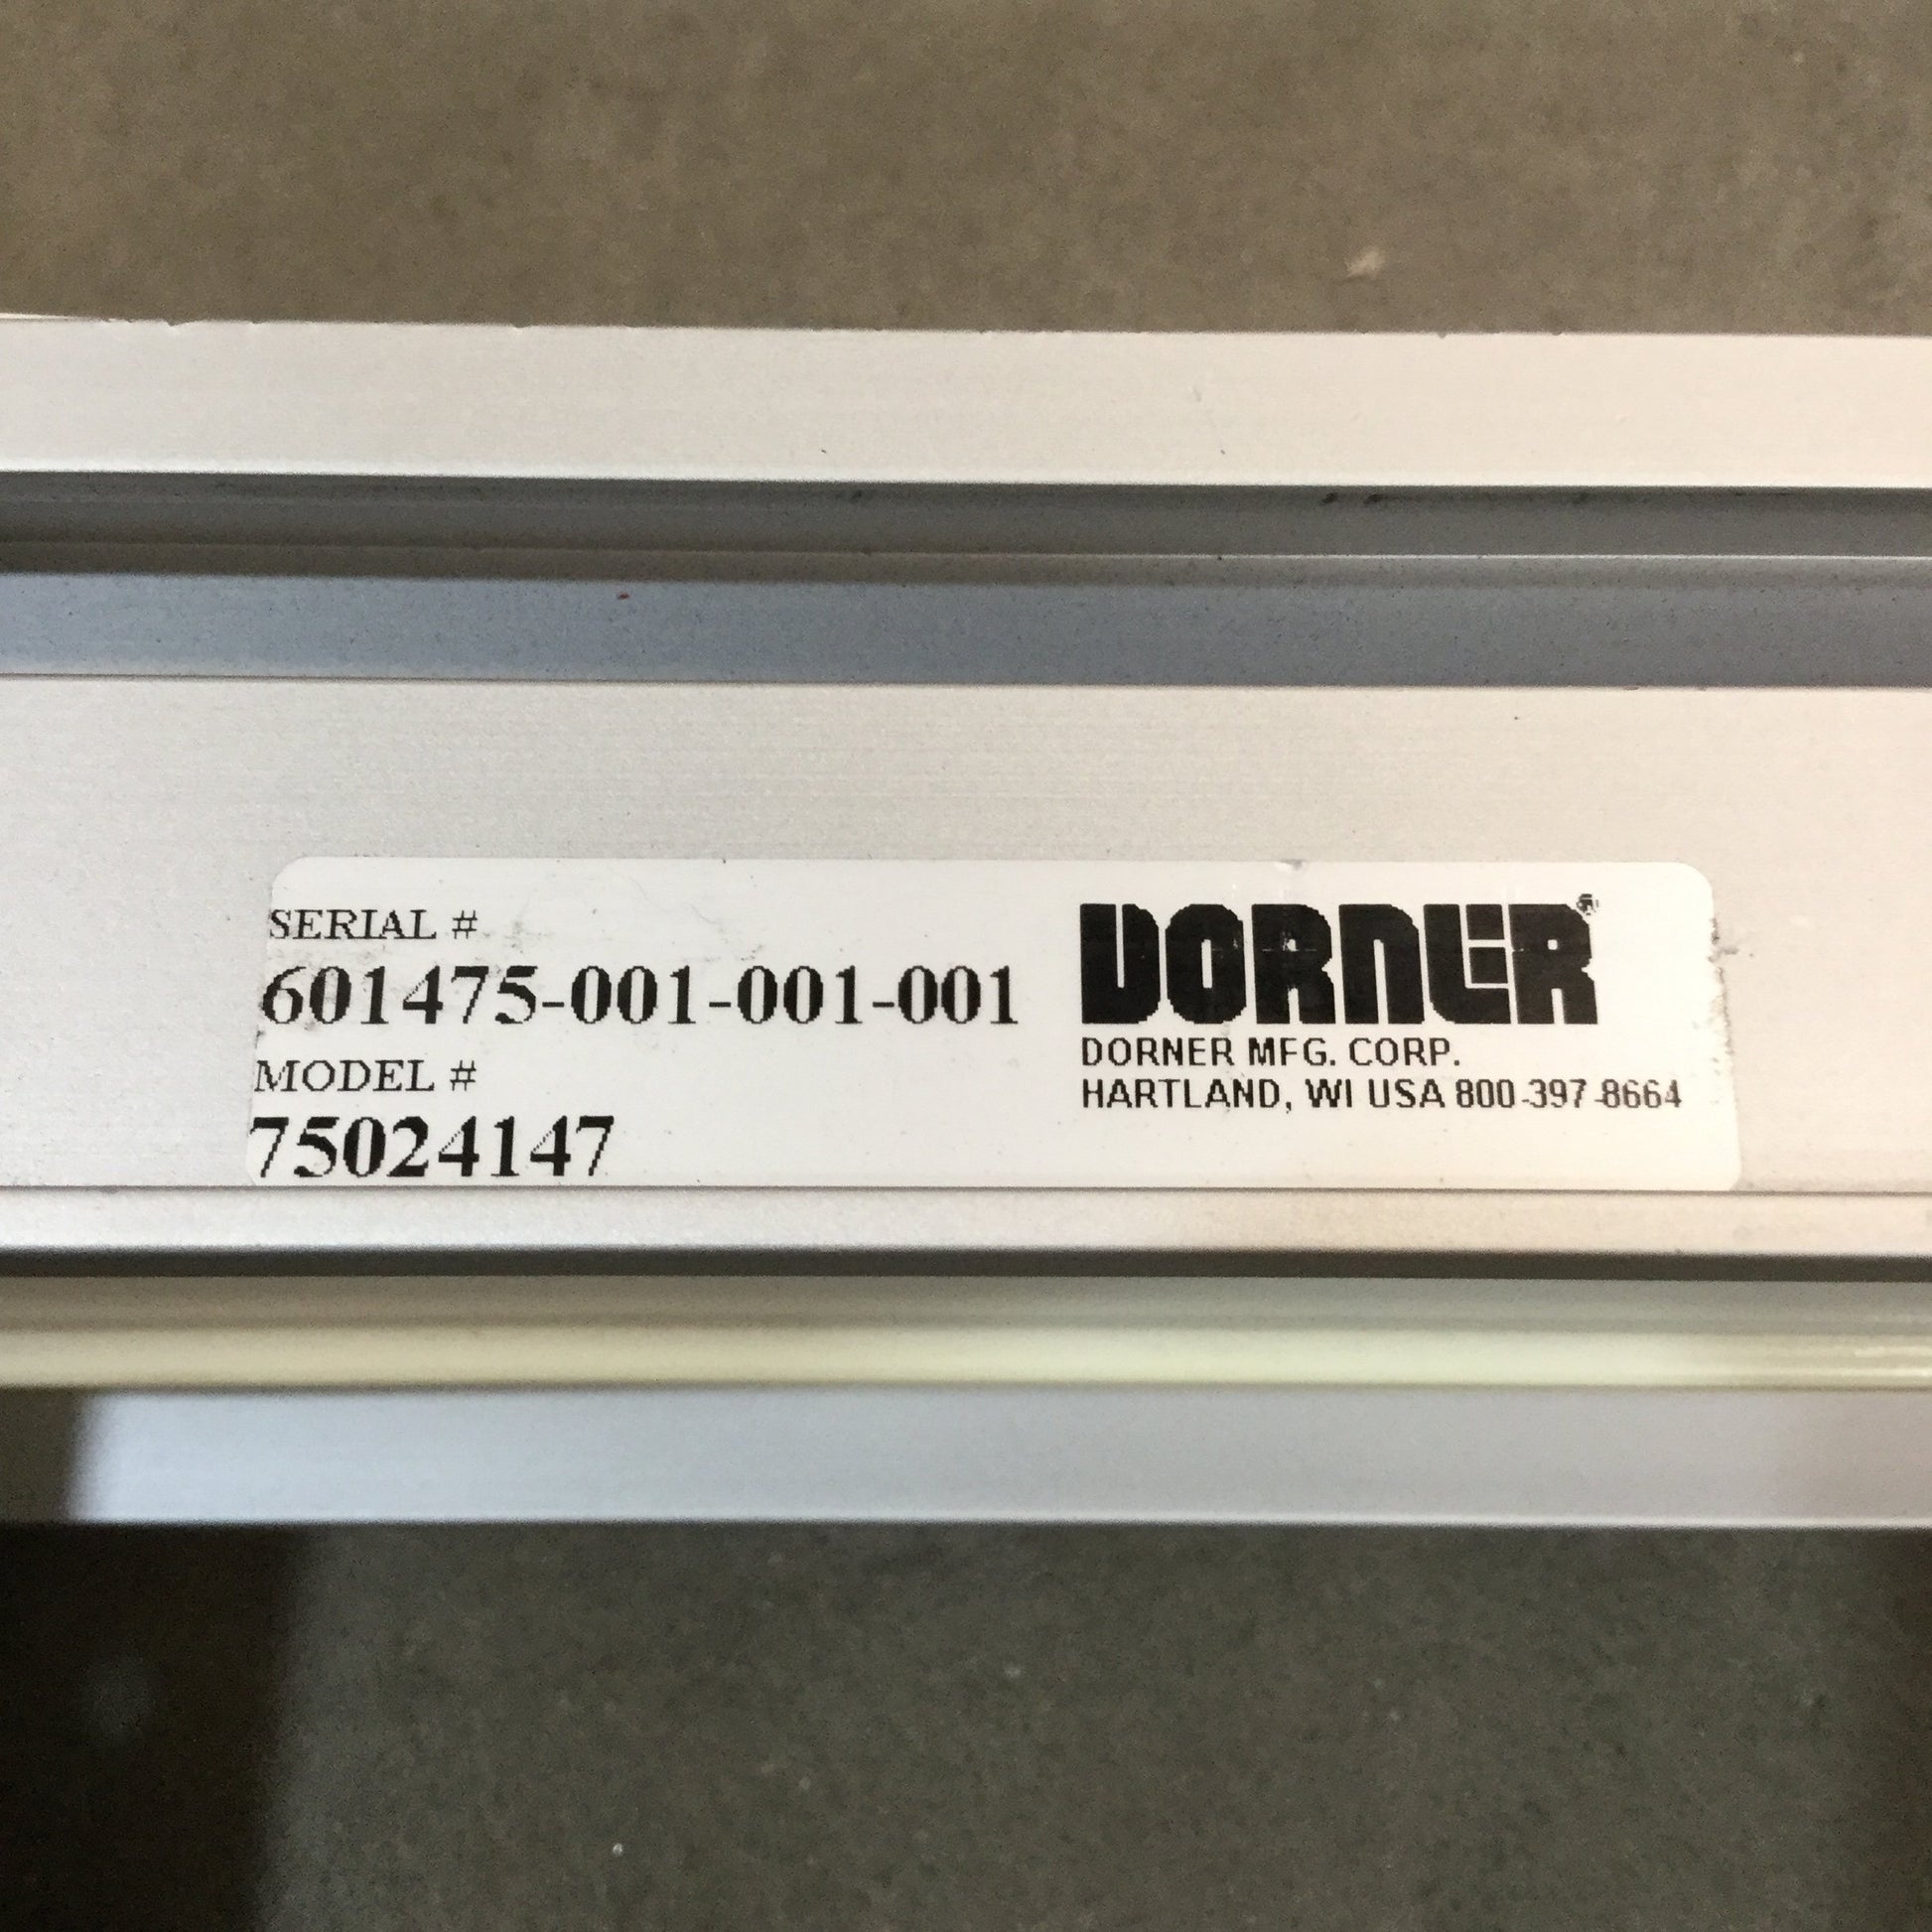 SERIAL #
601475-001-001-001
MODEL #
75024147
DORNER®
DORNER MFG. CORP.
HARTLAND, WI USA 800-397-8664